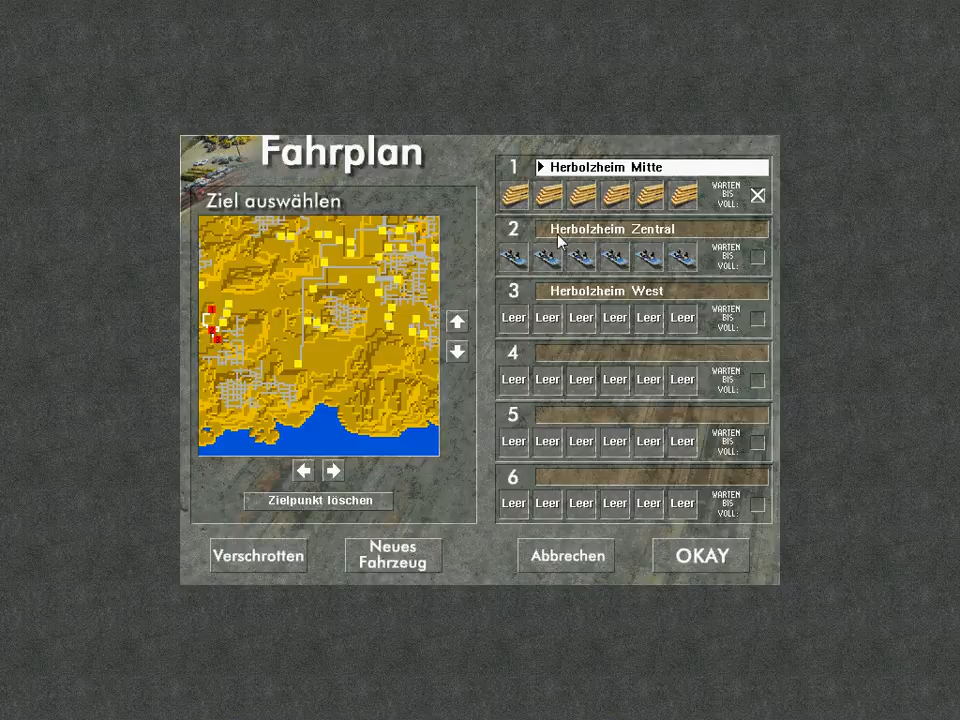 Fahrplan
Ziel auswählen
Zielpunkt löschen
Verschrotten
Neues
Fahrzeug
1 Herbolzheim Mitte
WARTEN
BIS
VOLL:
2 Herbolzheim Zentral
WARTEN
BIS
VOLL:
3 Herbolzheim West
Leer Leer Leer Leer Leer Leer
WARTEN
BIS
VOLL:
4
Leer Leer Leer Leer Leer Leer
WARTEN
BIS
VOLL:
5
Leer Leer Leer Leer Leer Leer
WARTEN
BIS
VOLL:
6
Leer Leer Leer Leer Leer Leer
WARTEN
BIS
VOLL:
Abbrechen
OKAY